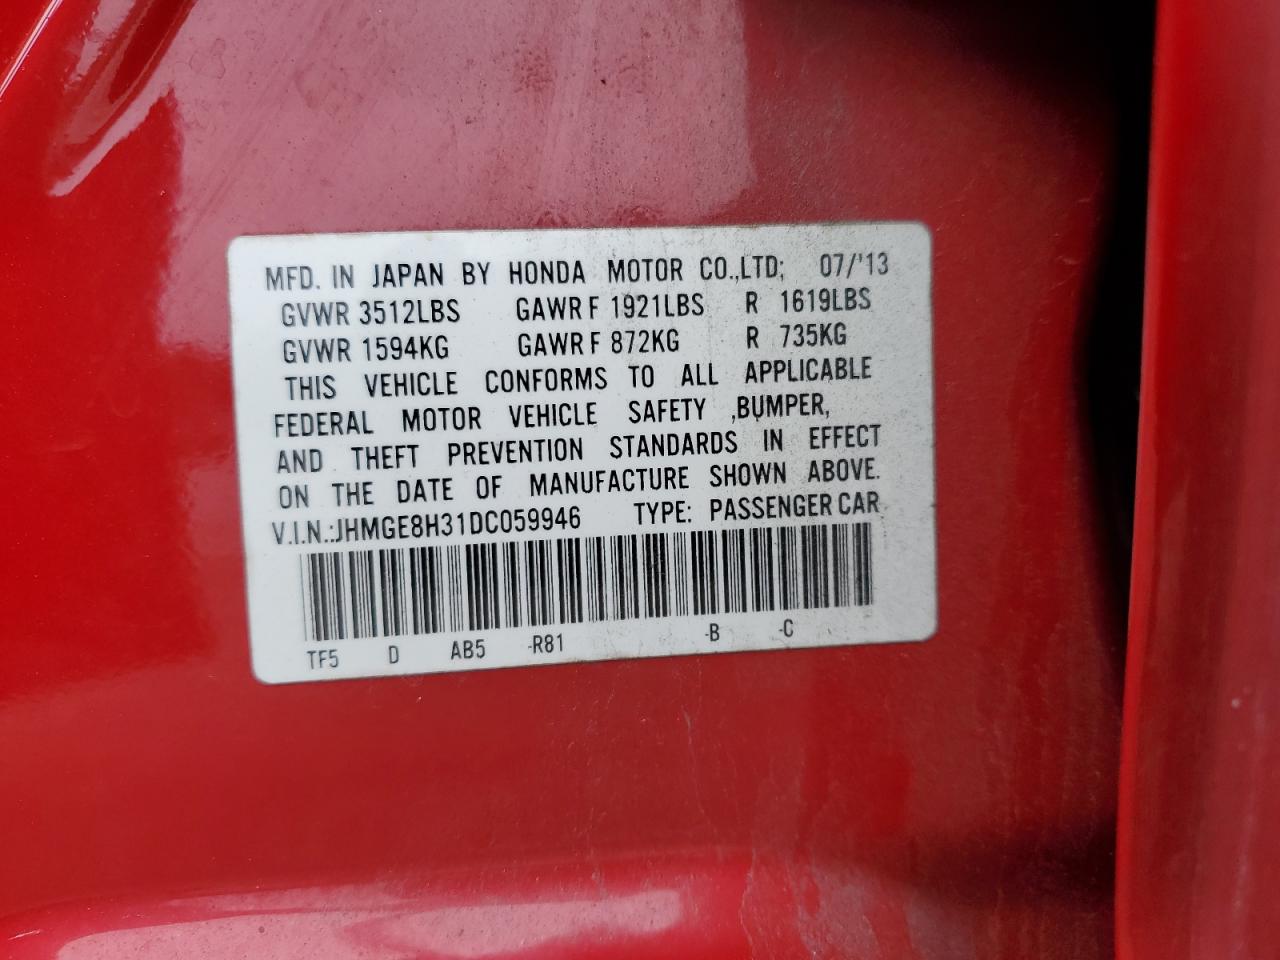 MFD. IN JAPAN BY HONDA MOTOR CO.,LTD; 07/'13
GVWR 3512LBS GAWR F 1921LBS R 1619LBS
GVWR 1594KG GAWR F 872KG R 735KG
THIS VEHICLE CONFORMS TO ALL APPLICABLE
FEDERAL MOTOR VEHICLE SAFETY ,BUMPER,
AND THEFT PREVENTION STANDARDS IN EFFECT
ON THE DATE OF MANUFACTURE SHOWN ABOVE.
V.I.N.:JHMGE8H31DC059946 TYPE: PASSENGER CAR
TF5 D AB5 -R81 -B -C